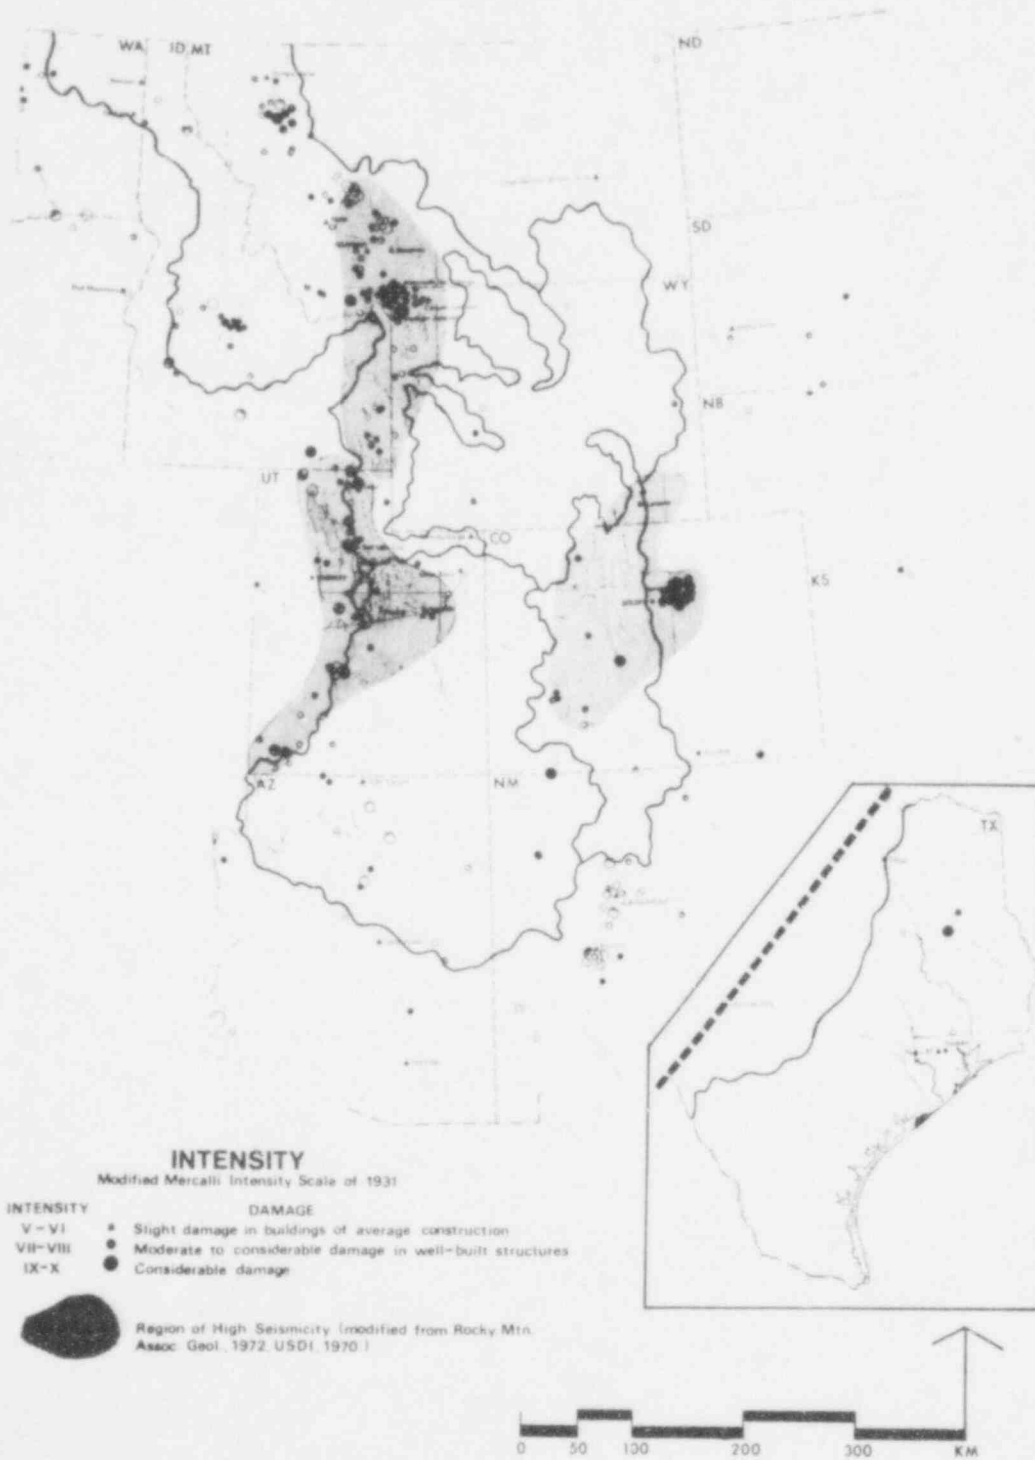 WA ID MT
ND
SD
WY
NB
UT
CO
KS
AZ
NM
TX
INTENSITY
Modified Mercalli Intensity Scale of 1931
INTENSITY DAMAGE
V-VI Slight damage in buildings of average construction
VII-VIII Moderate to considerable damage in well-built structures
IX-X Considerable damage
Region of High Seismicity (modified from Rocky Mtn.
Assoc. Geol., 1972, USDI, 1970.)
0 50 100 200 300 KM